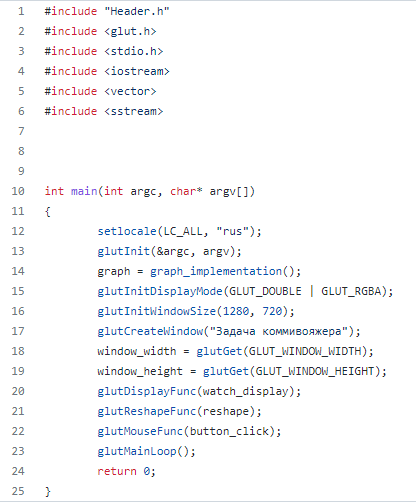 1 #include "Header.h"
2 #include <glut.h>
3 #include <stdio.h>
4 #include <iostream>
5 #include <vector>
6 #include <sstream>
7
8
9
10 int main(int argc, char* argv[])
11 {
12 setlocale(LC_ALL, "rus");
13 glutInit(&argc, argv);
14 graph = graph_implementation();
15 glutInitDisplayMode(GLUT_DOUBLE | GLUT_RGBA);
16 glutInitWindowSize(1280, 720);
17 glutCreateWindow("Задача коммивояжера");
18 window_width = glutGet(GLUT_WINDOW_WIDTH);
19 window_height = glutGet(GLUT_WINDOW_HEIGHT);
20 glutDisplayFunc(watch_display);
21 glutReshapeFunc(reshape);
22 glutMouseFunc(button_click);
23 glutMainLoop();
24 return 0;
25 }